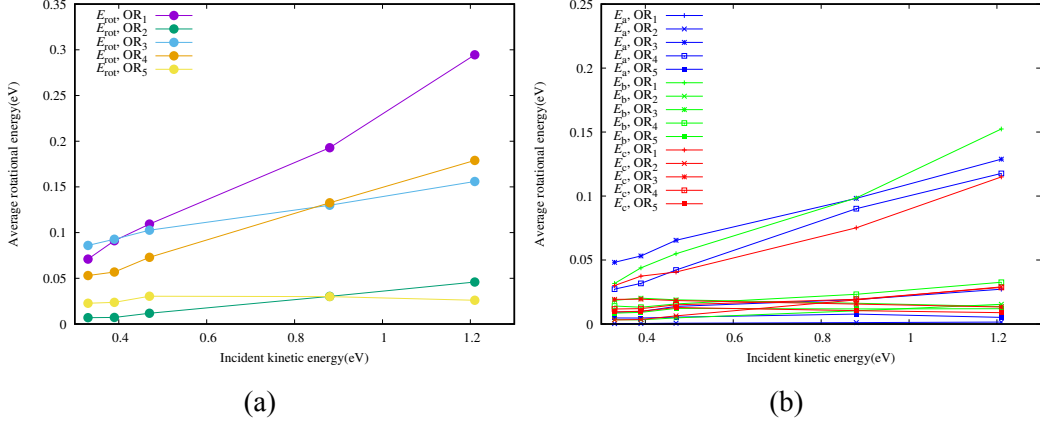 E_rot, OR_1
E_rot, OR_2
E_rot, OR_3
E_rot, OR_4
E_rot, OR_5
0.35
0.3
0.25
0.2
0.15
0.1
0.05
0
Average rotational energy(eV)
0.4 0.6 0.8 1 1.2
Incident kinetic energy(eV)
(a)
E_a, OR_1
E_a, OR_2
E_a, OR_3
E_a, OR_4
E_a, OR_5
E_b, OR_1
E_b, OR_2
E_b, OR_3
E_b, OR_4
E_b, OR_5
E_c, OR_1
E_c, OR_2
E_c, OR_3
E_c, OR_4
E_c, OR_5
0.25
0.2
0.15
0.1
0.05
0
Average rotational energy(eV)
0.4 0.6 0.8 1 1.2
Incident kinetic energy(eV)
(b)